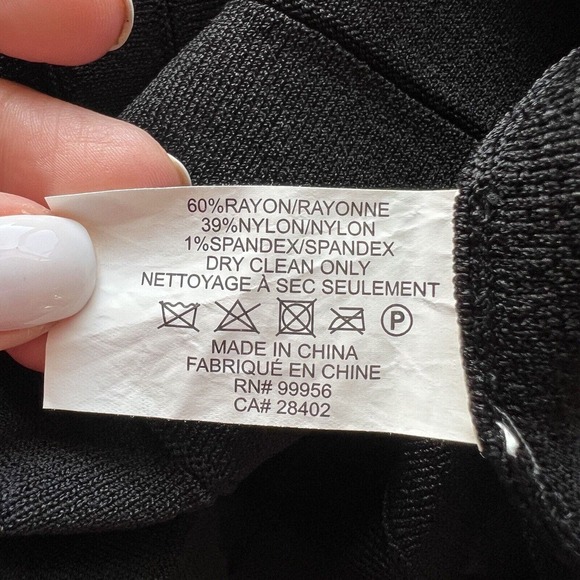 60%RAYON/RAYONNE
39%NYLON/NYLON
1%SPANDEX/SPANDEX
DRY CLEAN ONLY
NETTOYAGE À SEC SEULEMENT
P
MADE IN CHINA
FABRIQUÉ EN CHINE
RN# 99956
CA# 28402